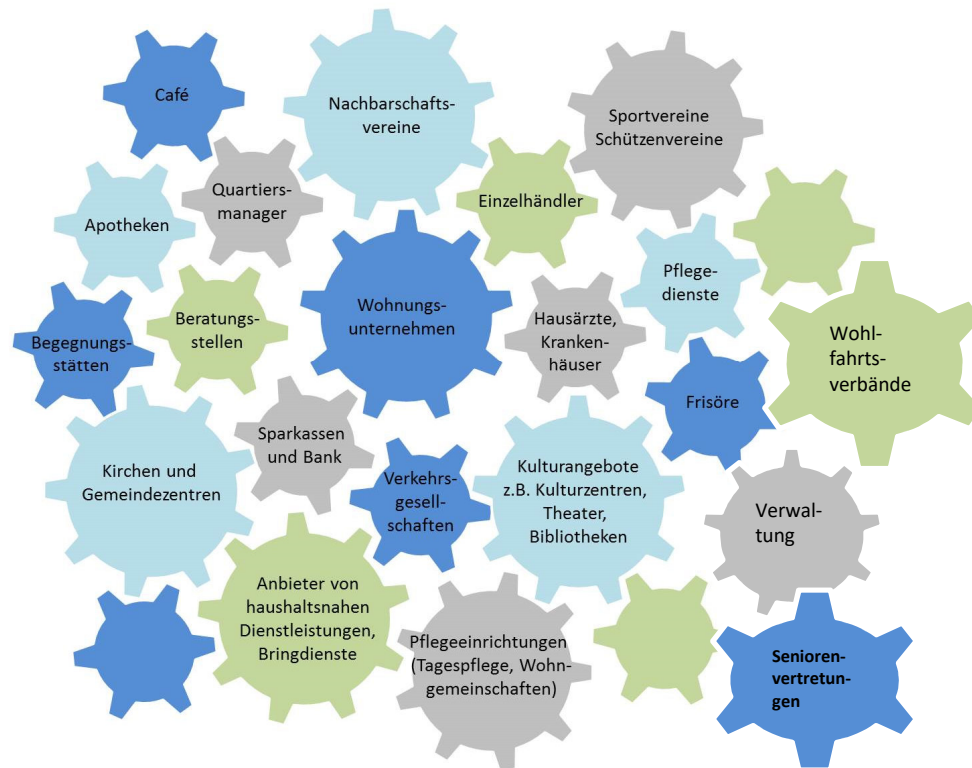 Café
Nachbarschafts-
vereine
Sportvereine
Schützenvereine
Quartiers-
manager
Einzelhändler
Apotheken
Pflege-
dienste
Wohnungs-
unternehmen
Beratungs-
stellen
Hausärzte,
Kranken-
häuser
Begegnungs-
stätten
Wohl-
fahrts-
verbände
Frisöre
Sparkassen
und Bank
Kirchen und
Gemeindezentren
Verkehrs-
gesell-
schaften
Kulturangebote
z.B. Kulturzentren,
Theater,
Bibliotheken
Verwal-
tung
Anbieter von
haushaltsnahen
Dienstleistungen,
Bringdienste
Pflegeeinrichtungen
(Tagespflege, Wohn-
gemeinschaften)
Senioren-
vertretun-
gen